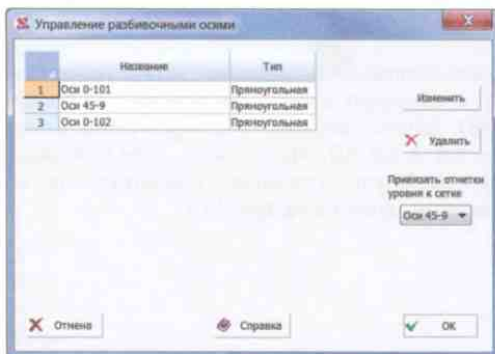 Управление разбивочными осями
Название Тип
1 Оси 0-101 Прямоугольная
2 Оси 45-9 Прямоугольная
3 Оси 0-102 Прямоугольная
Изменить
Удалить
Привязать отметки
уровня к сетке
Оси 45-9
Отмена Справка ОК